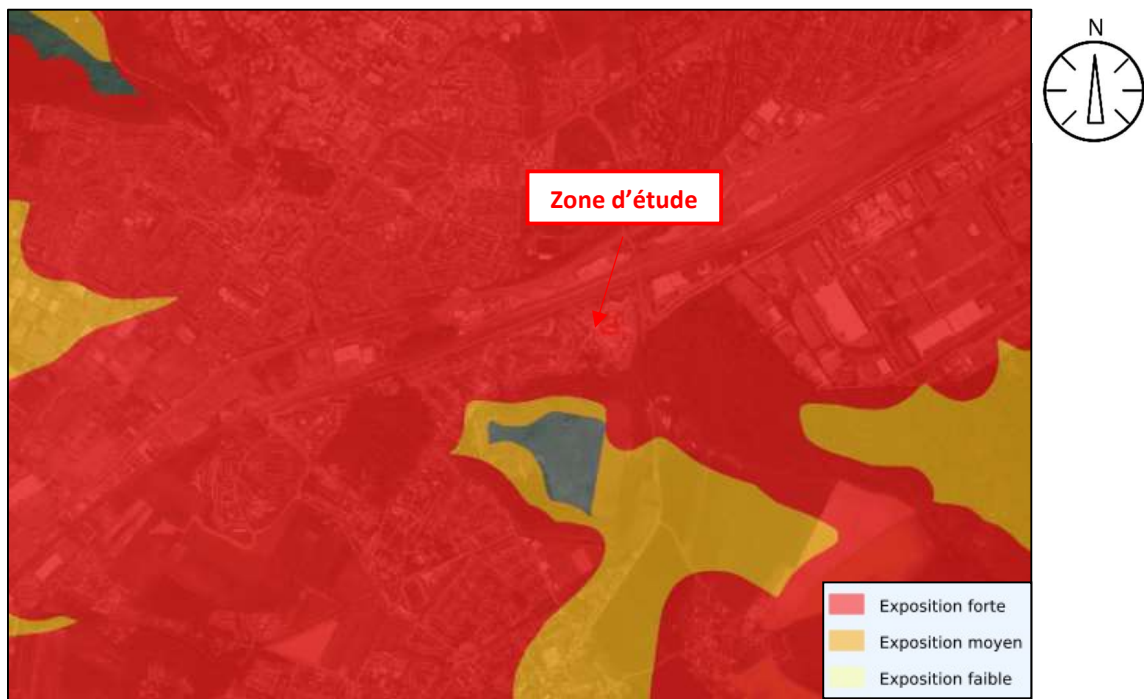 N
Zone d'étude
Exposition forte
Exposition moyen
Exposition faible